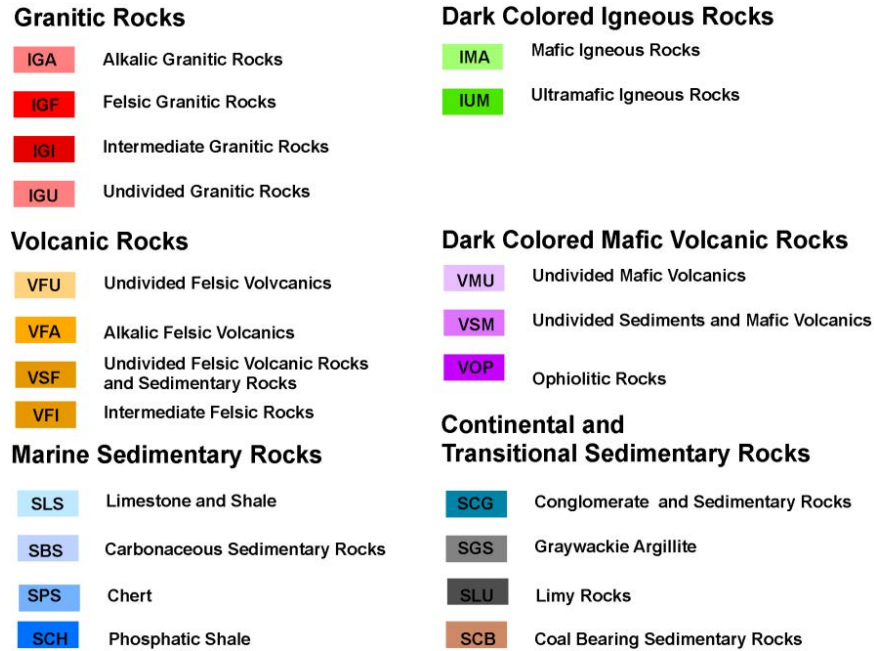 Granitic Rocks
IGA Alkalic Granitic Rocks
IGF Felsic Granitic Rocks
IGI Intermediate Granitic Rocks
IGU Undivided Granitic Rocks
Dark Colored Igneous Rocks
IMA Mafic Igneous Rocks
IUM Ultramafic Igneous Rocks
Volcanic Rocks
VFU Undivided Felsic Volvcanics
VFA Alkalic Felsic Volcanics
VSF Undivided Felsic Volcanic Rocks
and Sedimentary Rocks
VFI Intermediate Felsic Rocks
Dark Colored Mafic Volcanic Rocks
VMU Undivided Mafic Volcanics
VSM Undivided Sediments and Mafic Volcanics
VOP Ophiolitic Rocks
Marine Sedimentary Rocks
SLS Limestone and Shale
SBS Carbonaceous Sedimentary Rocks
SPS Chert
SCH Phosphatic Shale
Continental and
Transitional Sedimentary Rocks
SCG Conglomerate and Sedimentary Rocks
SGS Graywackie Argillite
SLU Limy Rocks
SCB Coal Bearing Sedimentary Rocks